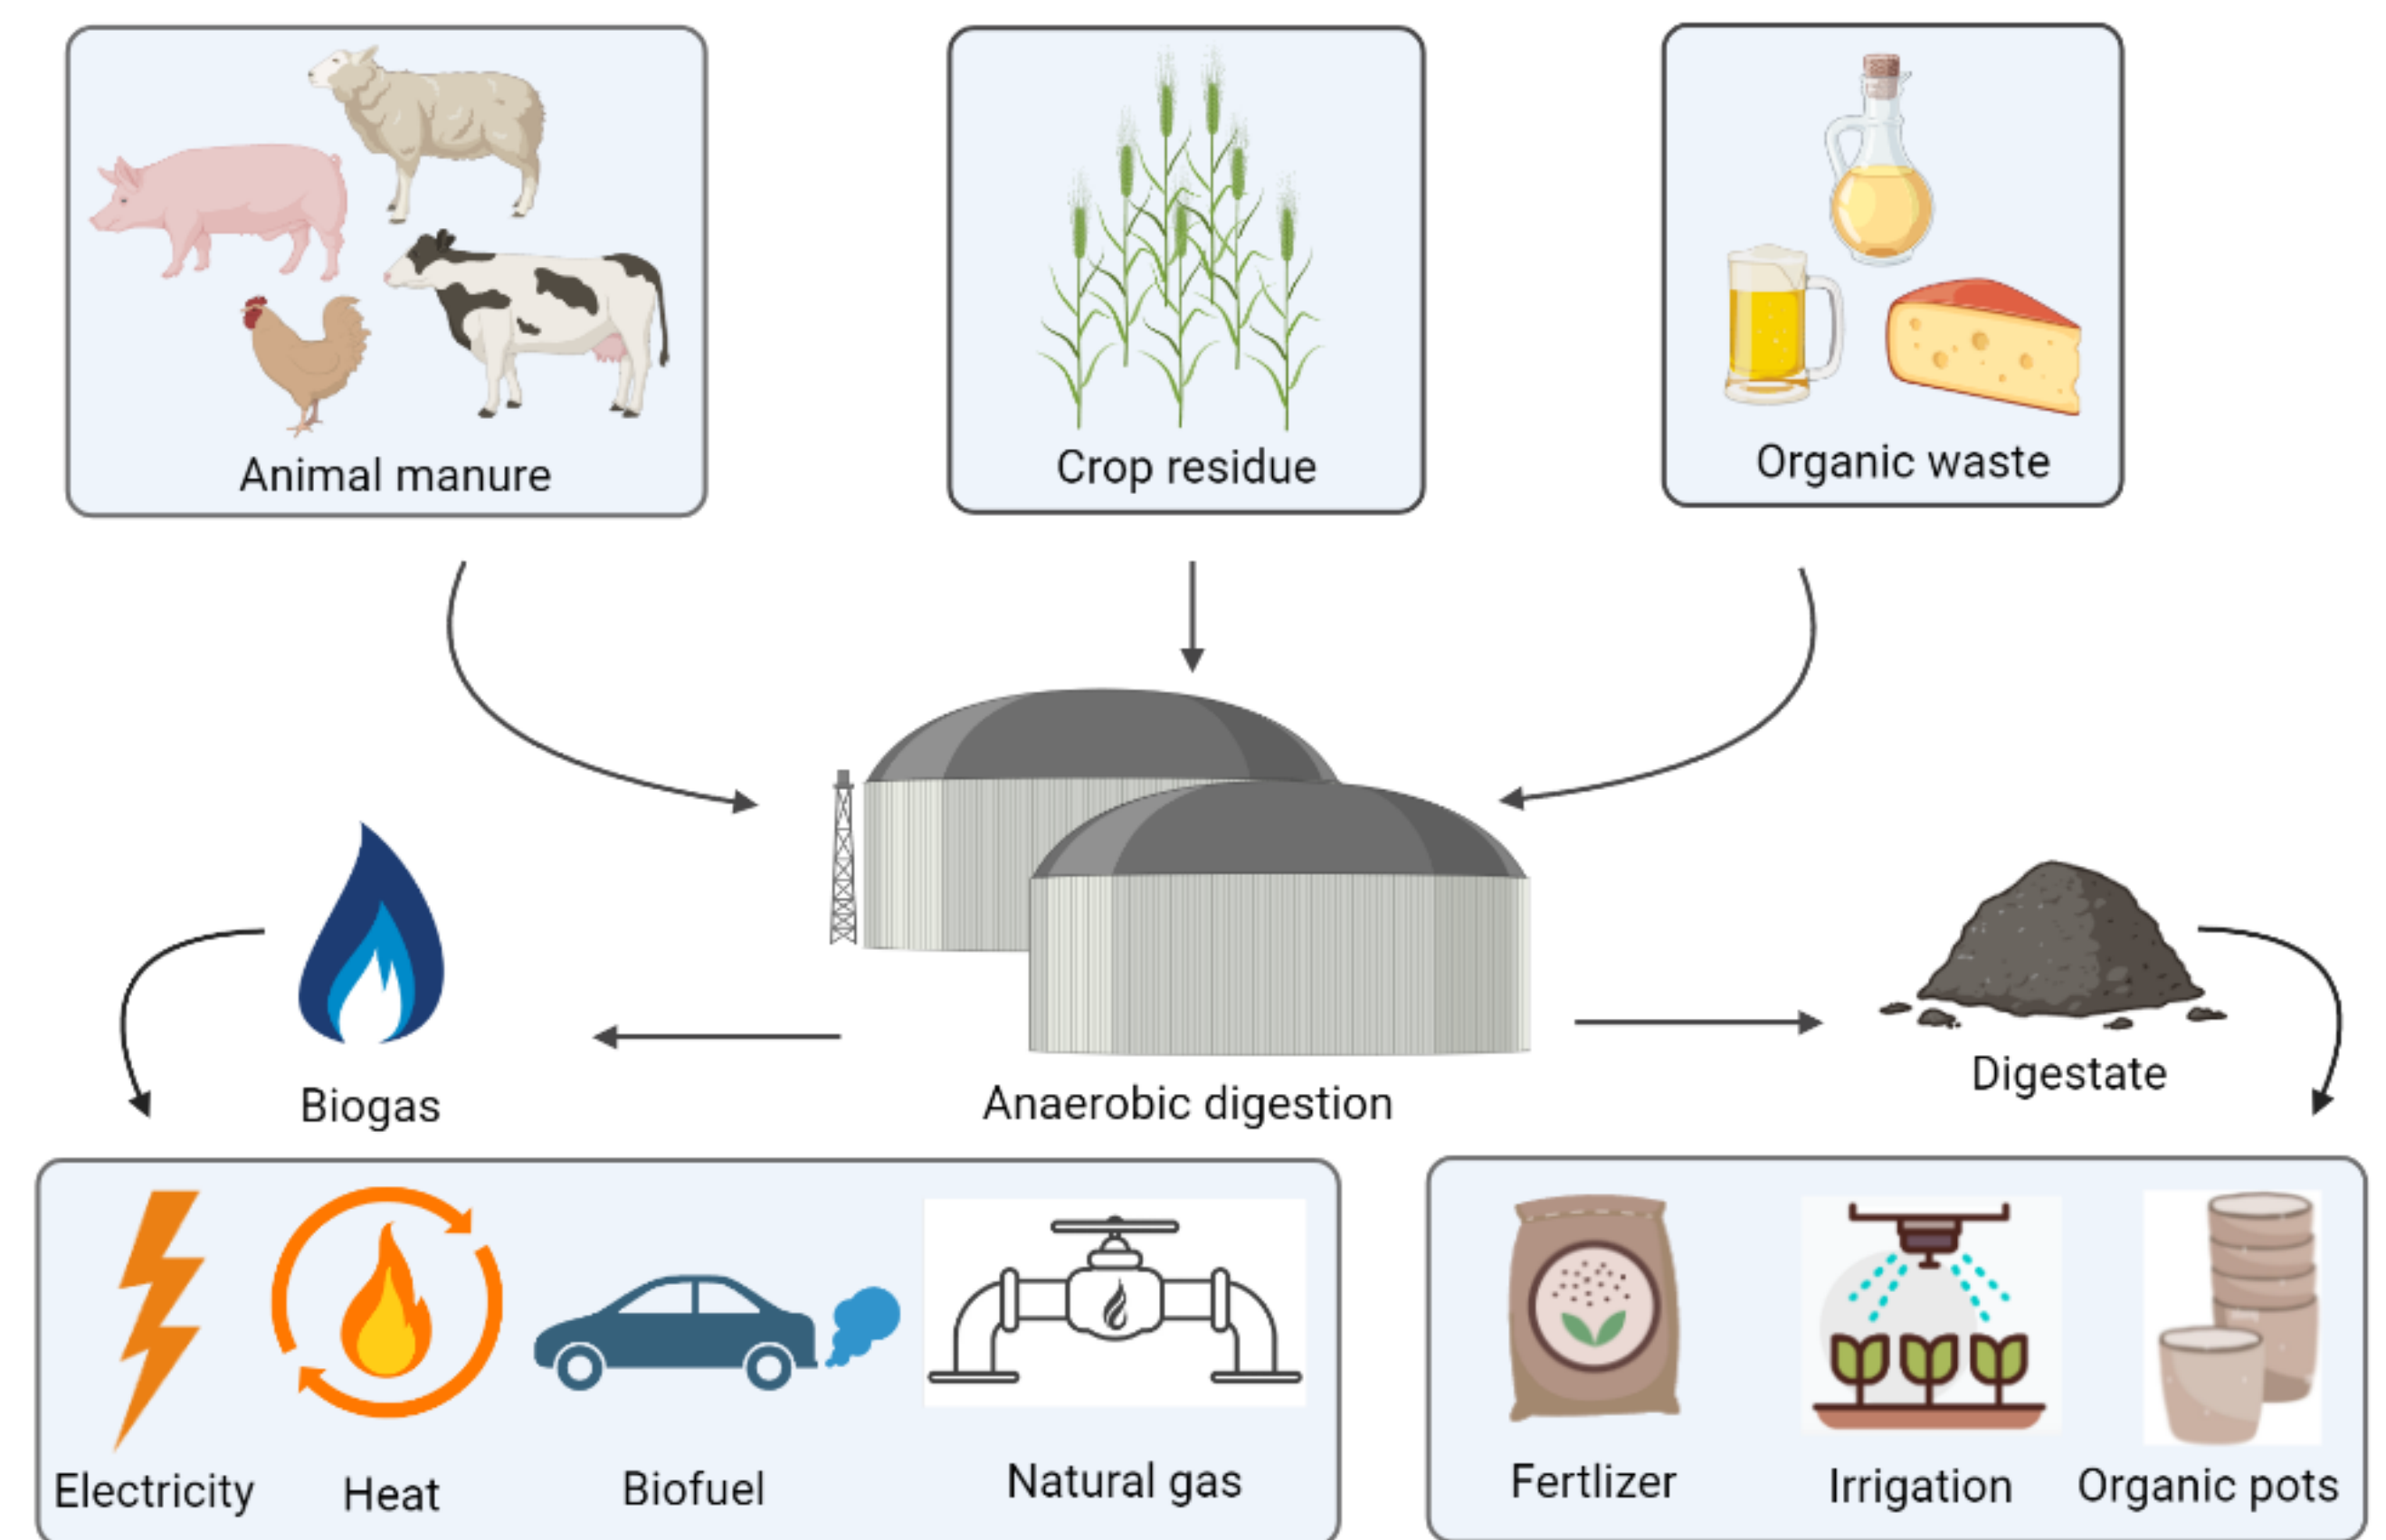 Animal manure
Crop residue
Organic waste
Biogas
Anaerobic digestion
Digestate
Electricity
Heat
Biofuel
Natural gas
Fertlizer
Irrigation
Organic pots